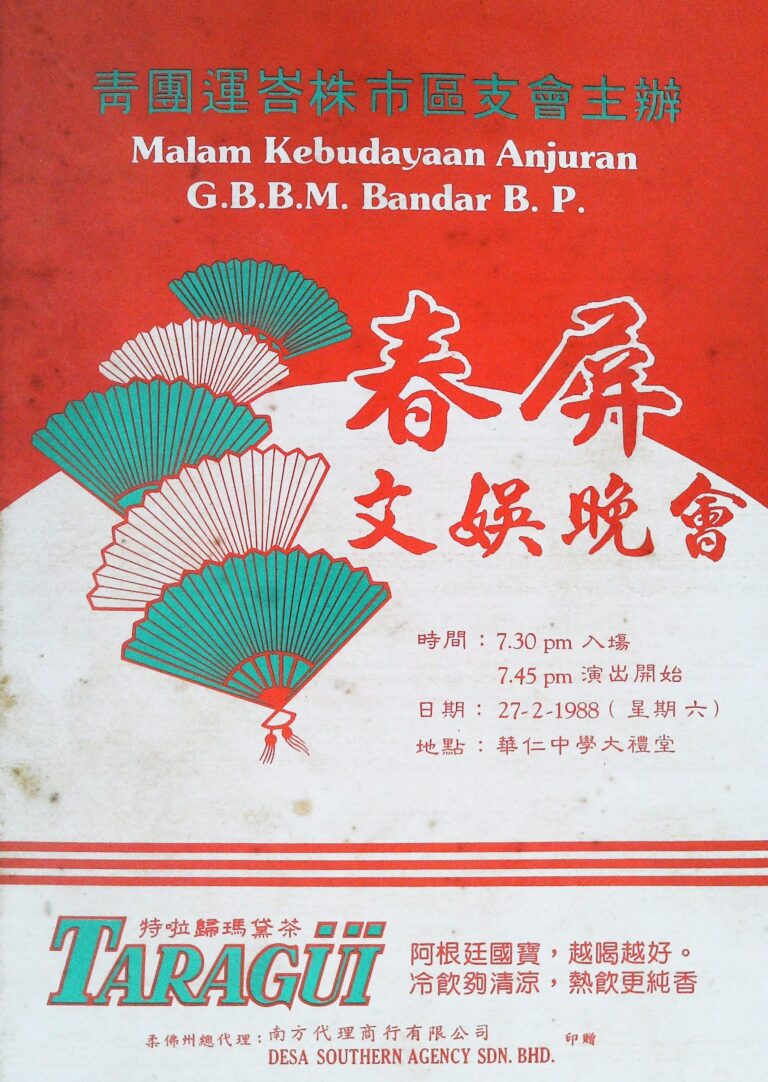 青團運峇株市區支會主辦
Malam Kebudayaan Anjuran
G.B.B.M. Bandar B. P.
春屏
文娛晚會
時間：7.30 pm 入場
7.45 pm 演出開始
日期：27-2-1988（星期六）
地點：華仁中學大禮堂
特啦歸瑪黛茶
TARAGÜİ
阿根廷國寶，越喝越好。
冷飲夠清涼，熱飲更純香
柔佛州總代理：南方代理商行有限公司 印贈
DESA SOUTHERN AGENCY SDN. BHD.